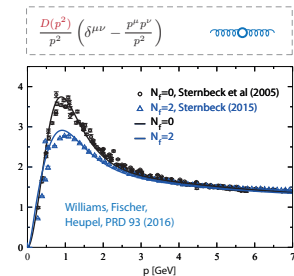 D(p²)/p² (δ^{μν} − p^μ p^ν/p²)
4
3
2
1
0
N_f=0, Sternbeck et al (2005)
N_f=2, Sternbeck (2015)
N_f=0
N_f=2
Williams, Fischer,
Heupel, PRD 93 (2016)
0 1 2 3 4 5 6 7
p [GeV]